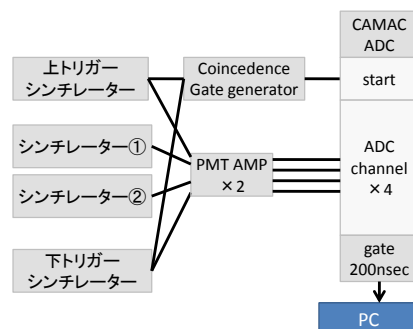 CAMAC
ADC
上トリガー
シンチレーター
Coincedence
Gate generator
start
シンチレーター①
シンチレーター②
PMT AMP
×2
ADC
channel
×4
下トリガー
シンチレーター
gate
200nsec
PC